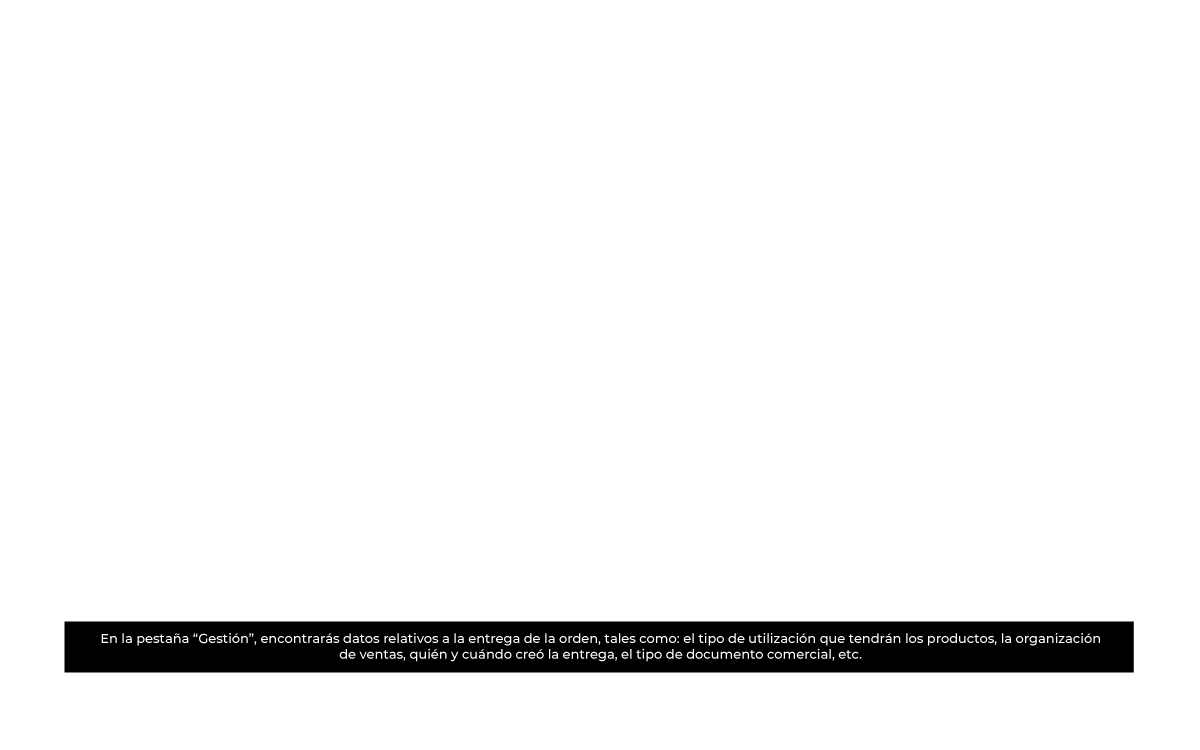 En la pestaña “Gestión”, encontrarás datos relativos a la entrega de la orden, tales como: el tipo de utilización que tendrán los productos, la organización
de ventas, quién y cuándo creó la entrega, el tipo de documento comercial, etc.